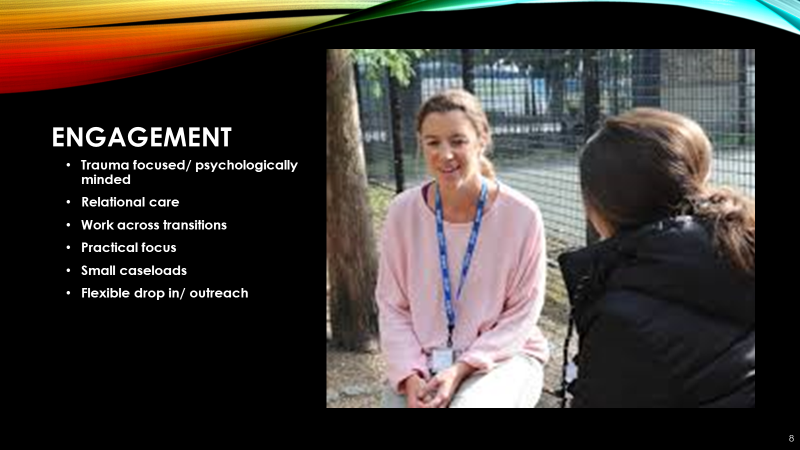 ENGAGEMENT
• Trauma focused/ psychologically
minded
• Relational care
• Work across transitions
• Practical focus
• Small caseloads
• Flexible drop in/ outreach
8